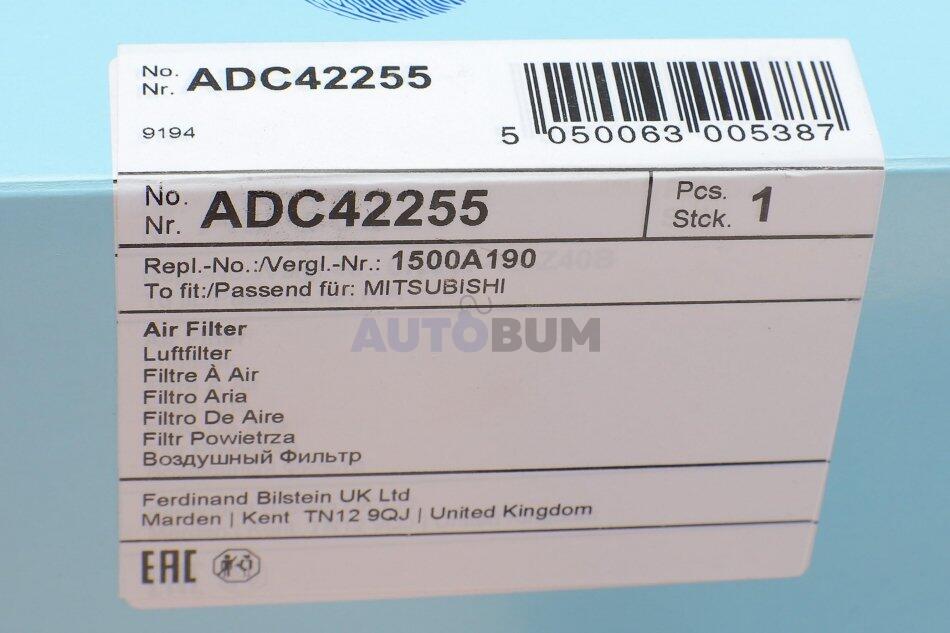 No.
Nr. ADC42255
9194
5 050063 005387
No.
Nr. ADC42255
Pcs.
Stck. 1
Repl.-No.:/Vergl.-Nr.: 1500A190
To fit:/Passend für: MITSUBISHI
AUTOBUM
Air Filter
Luftfilter
Filtre À Air
Filtro Aria
Filtro De Aire
Filtr Powietrza
Воздушный Фильтр
Ferdinand Bilstein UK Ltd
Marden | Kent TN12 9QJ | United Kingdom
EAC